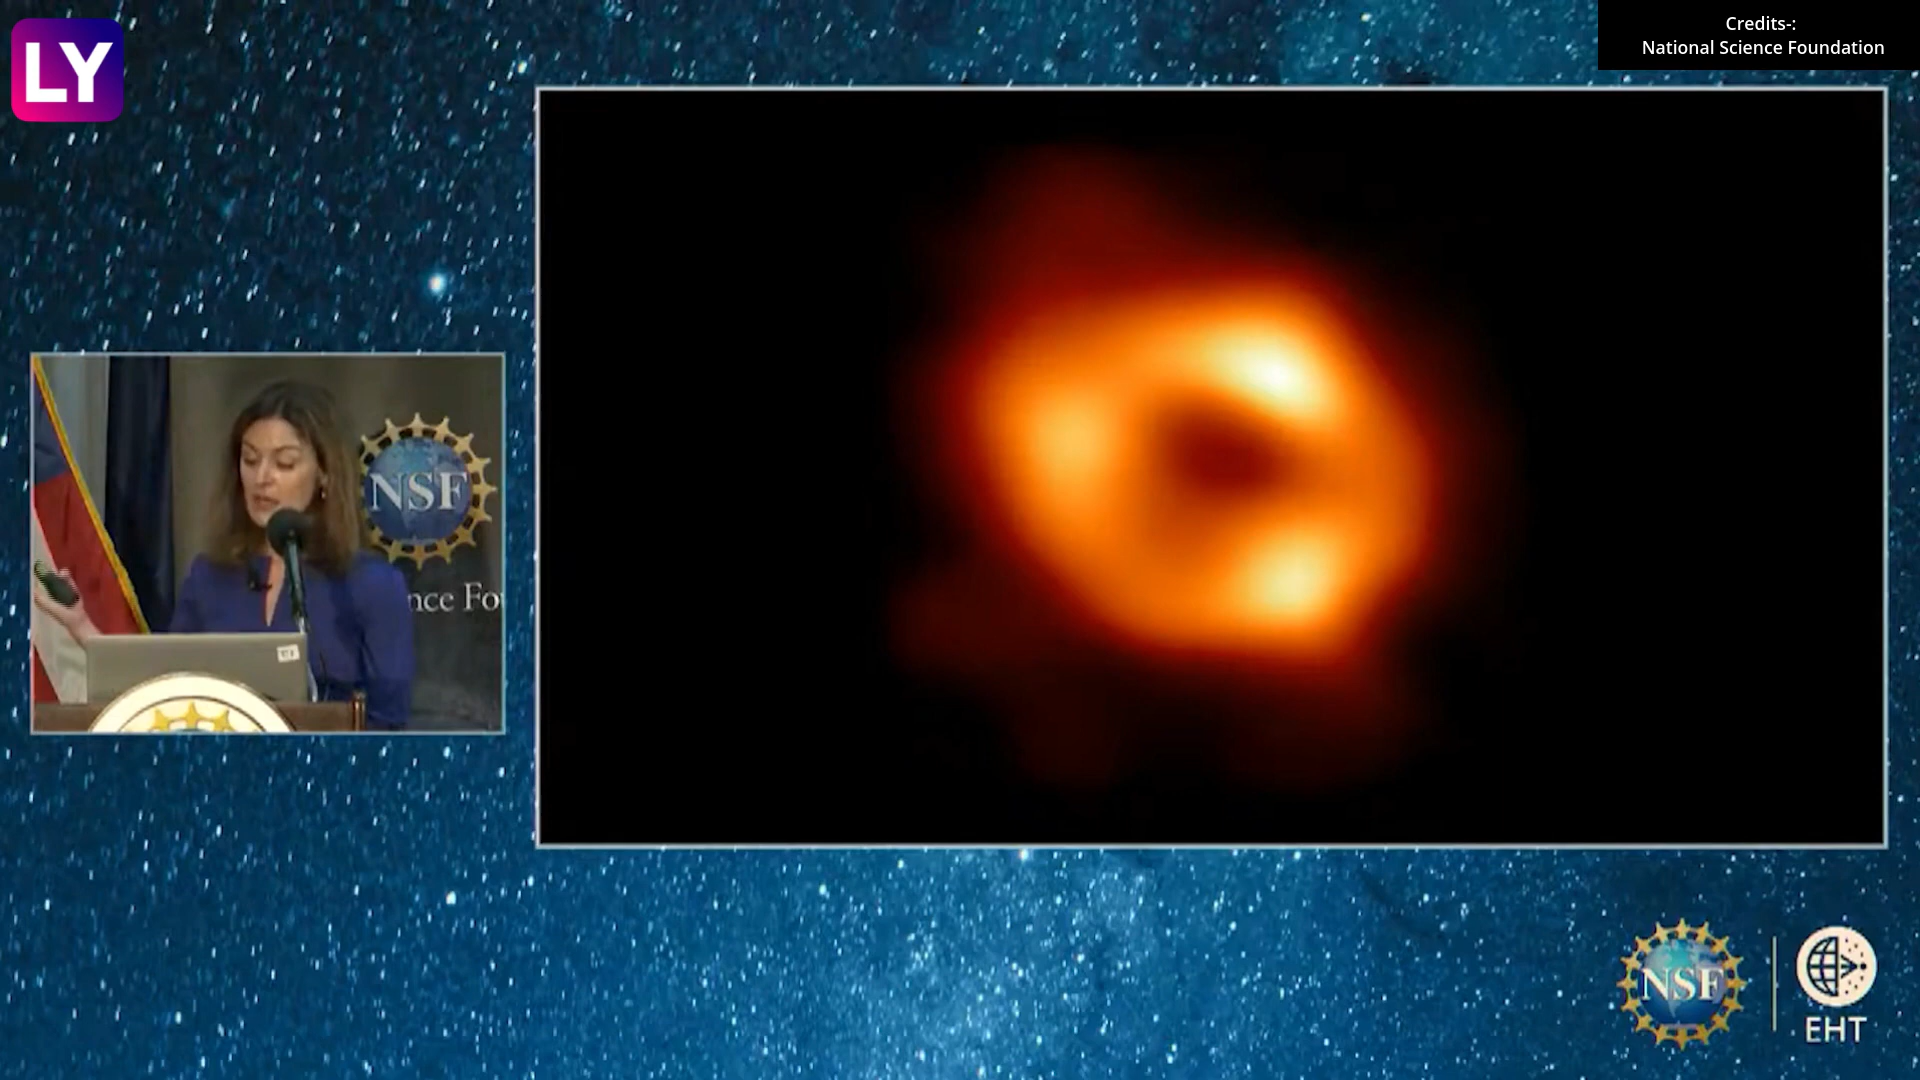 LY
Credits-:
National Science Foundation
NSF
nce Fo
NSF
EHT